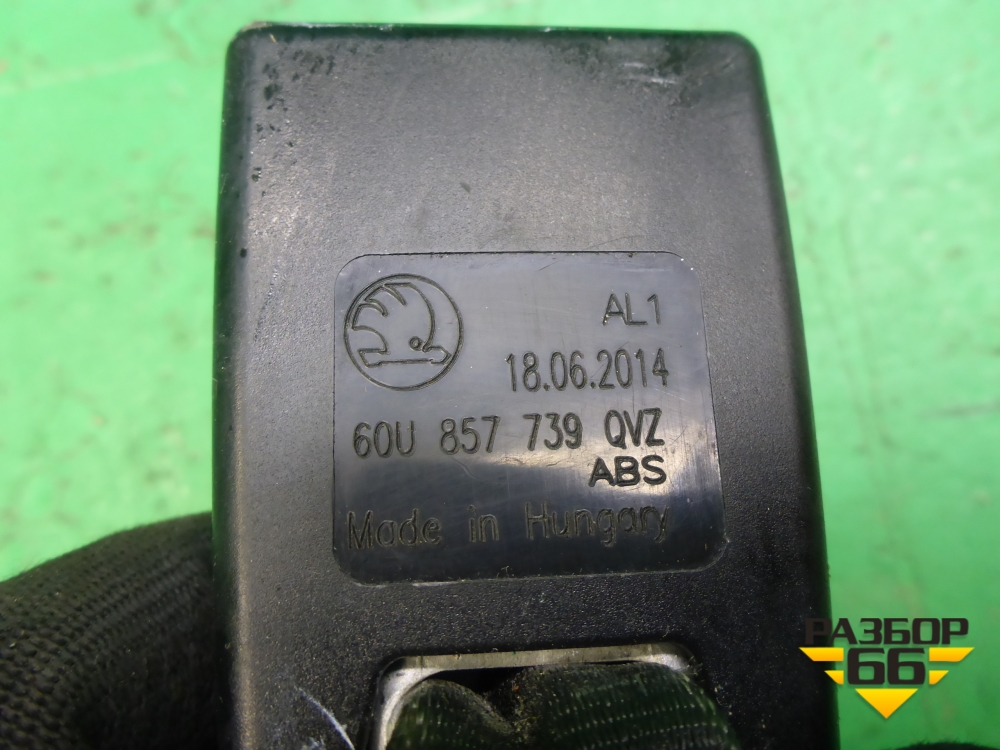 AL1
18.06.2014
60U 857 739 QVZ
ABS
Made in Hungary
РАЗБОР
66